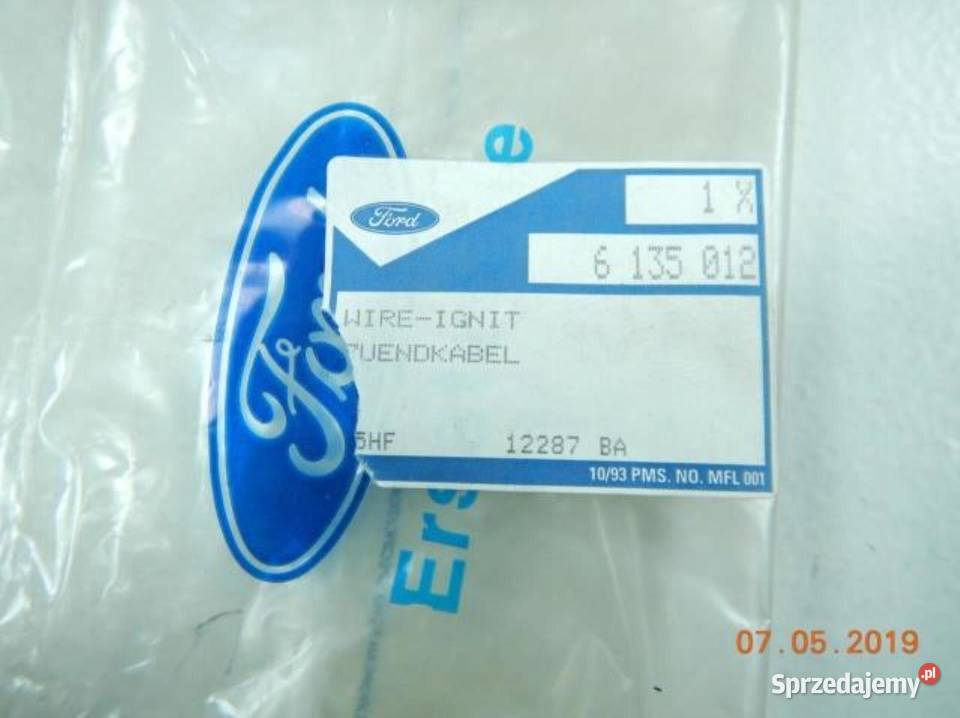 Ford
1 X
6 135 012
WIRE-IGNIT
ZUENDKABEL
5HF 12287 BA
10/93 PMS. NO. MFL 001
Ford
07.05.2019
Sprzedajemy.pl